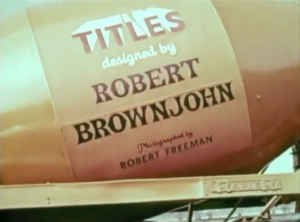 TITLES
designed by
ROBERT
BROWNJOHN
Photographed by
ROBERT FREEMAN